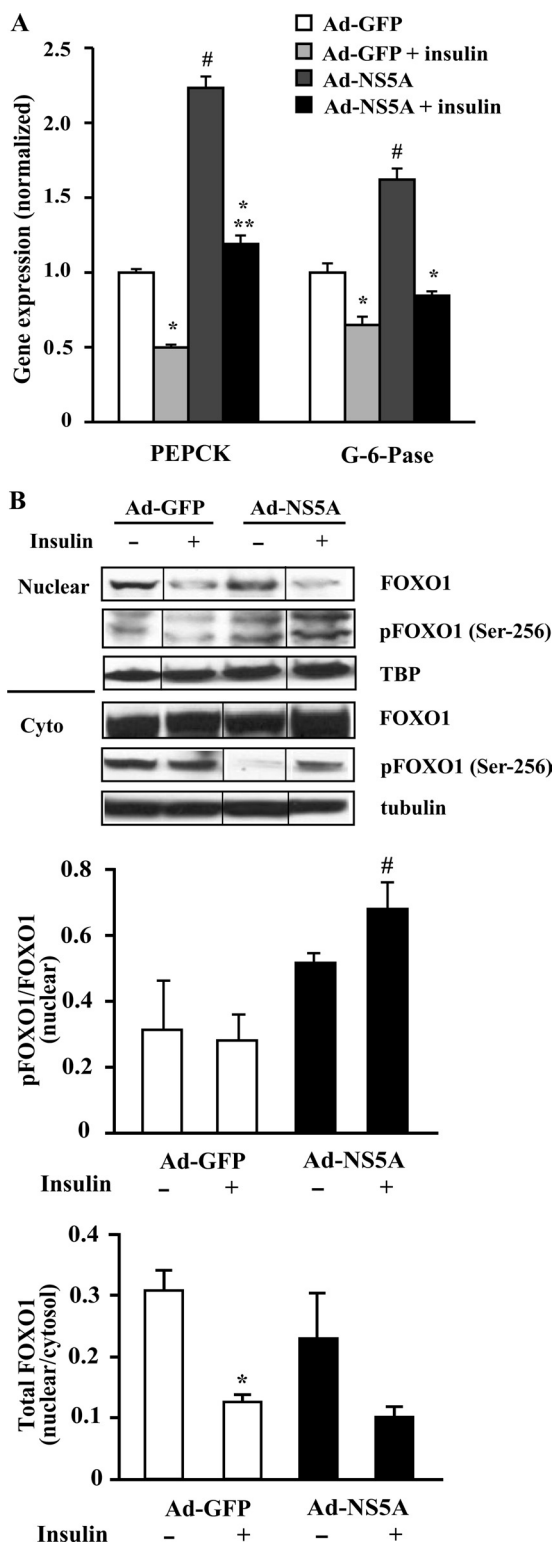 A
Ad-GFP
Ad-GFP + insulin
Ad-NS5A
Ad-NS5A + insulin
Gene expression (normalized)
2.5
2.0
1.5
1.0
0.5
0
*
#
*
**
*
#
*
PEPCK G-6-Pase
B
Ad-GFP Ad-NS5A
Insulin – + – +
Nuclear FOXO1
pFOXO1 (Ser-256)
TBP
Cyto FOXO1
pFOXO1 (Ser-256)
tubulin
pFOXO1/FOXO1
(nuclear)
0.8
0.6
0.4
0.2
0
#
Ad-GFP Ad-NS5A
Insulin – + – +
Total FOXO1
(nuclear/cytosol)
0.4
0.3
0.2
0.1
0
*
Ad-GFP Ad-NS5A
Insulin – + – +